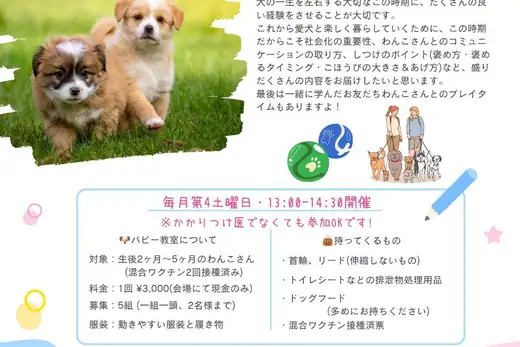 犬の一生を左右する大切なこの時期に、たくさんの良
い経験をさせることが大切です。
これから愛犬と楽しく暮らしていくために、この時期
だからこそ社会化の重要性、わんこさんとのコミュニ
ケーションの取り方、しつけのポイント(褒め方・褒め
るタイミング・ごほうびの大きさ＆あげ方)など、盛り
だくさんの内容をお届けしたいと思います。
最後は一緒に学んだお友だちわんこさんとのプレイタ
イムもありますよ！
毎月第4土曜日・13:00-14:30開催
※かかりつけ医でなくても参加OKです！
パピー教室について
対象：生後2ヶ月～5ヶ月のわんこさん
(混合ワクチン2回接種済み)
料金：1回 ¥3,000(会場にて現金のみ)
募集：5組 (一組一頭、2名様まで)
服装：動きやすい服装と履き物
持ってくるもの
・首輪、リード(伸縮しないもの)
・トイレシートなどの排泄物処理用品
・ドッグフード
(多めにお持ちください)
・混合ワクチン接種済票